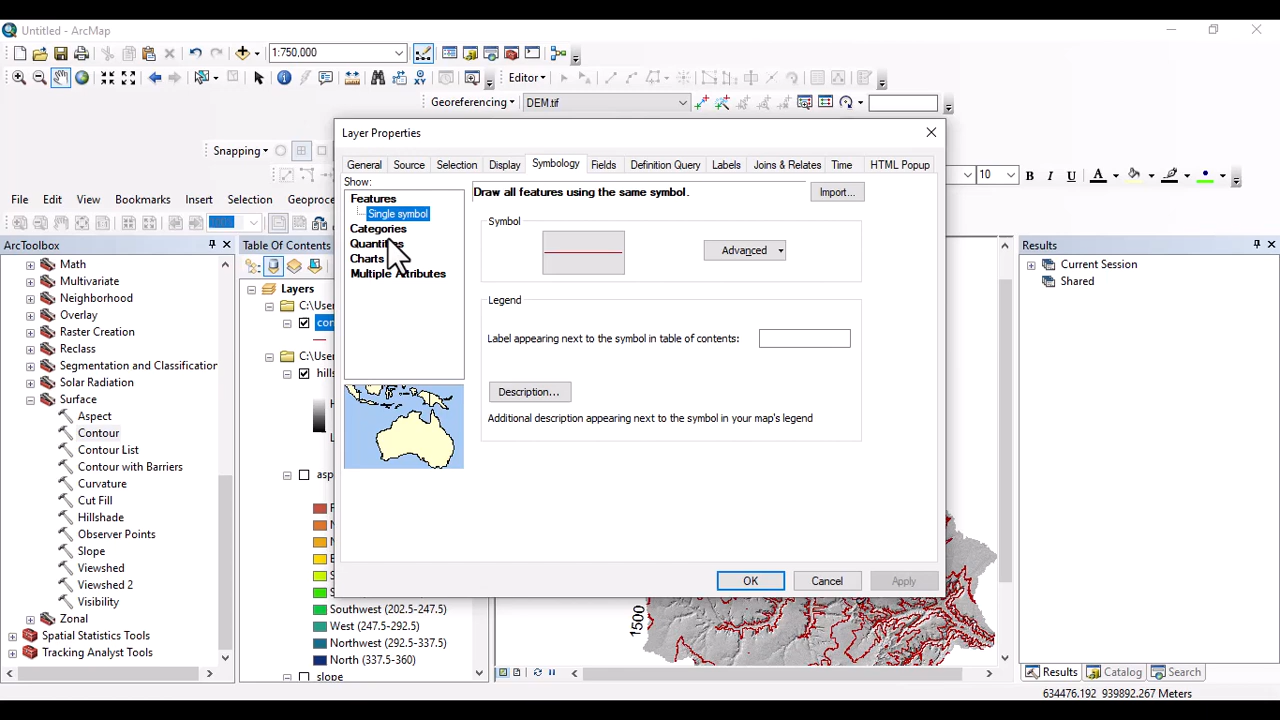 Untitled - ArcMap
1:750,000
Editor
Georeferencing
DEM.tif
Snapping
10
B
I
U
A
File
Edit
View
Bookmarks
Insert
Selection
Geoproce
100%
ArcToolbox
Math
Multivariate
Neighborhood
Overlay
Raster Creation
Reclass
Segmentation and Classification
Solar Radiation
Surface
Aspect
Contour
Contour List
Contour with Barriers
Curvature
Cut Fill
Hillshade
Observer Points
Slope
Viewshed
Viewshed 2
Visibility
Zonal
Spatial Statistics Tools
Tracking Analyst Tools
Table Of Contents
Layers
C:\User
con
C:\Use
hills
H
L
asp
F
N
N
E
S
S
Southwest (202.5-247.5)
West (247.5-292.5)
Northwest (292.5-337.5)
North (337.5-360)
slope
Layer Properties
General
Source
Selection
Display
Symbology
Fields
Definition Query
Labels
Joins & Relates
Time
HTML Popup
Show:
Features
Single symbol
Categories
Quantities
Charts
Multiple Attributes
Draw all features using the same symbol.
Import...
Symbol
Advanced
Legend
Label appearing next to the symbol in table of contents:
Description...
Additional description appearing next to the symbol in your map's legend
OK
Cancel
Apply
1500
Results
Current Session
Shared
Results
Catalog
Search
634476.192 939892.267 Meters